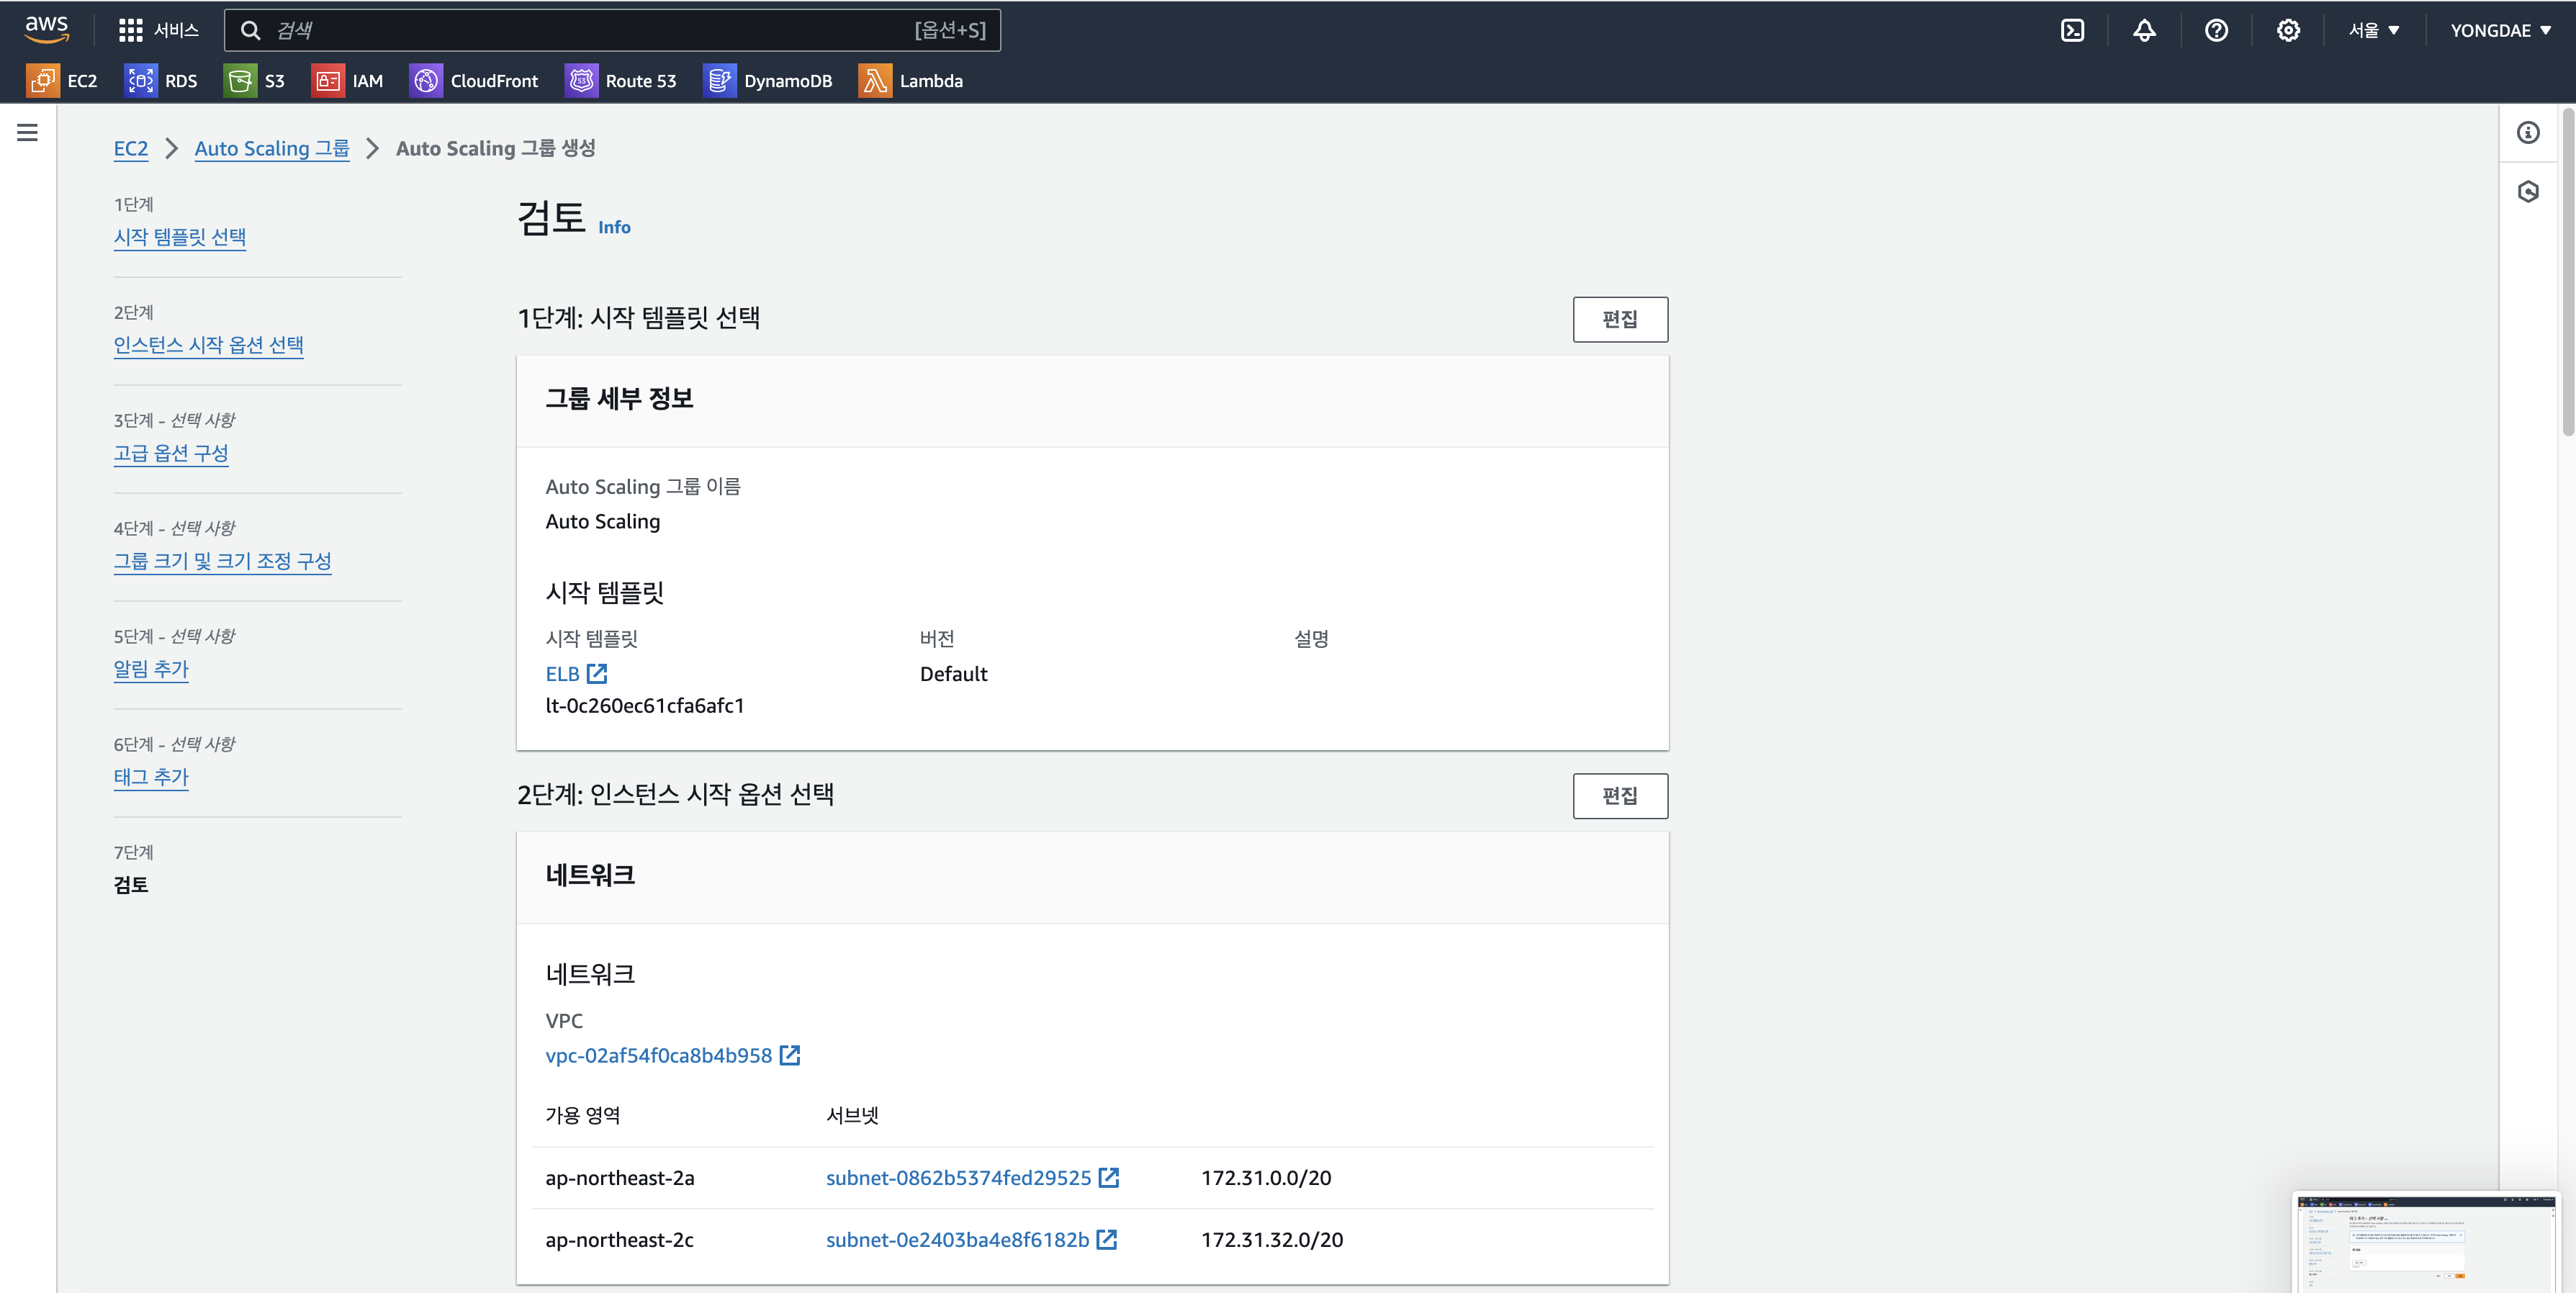 aws
서비스
검색
[옵션+S]
서울 ▼
YONGDAE ▼
EC2
RDS
S3
IAM
CloudFront
Route 53
DynamoDB
Lambda
EC2 > Auto Scaling 그룹 > Auto Scaling 그룹 생성
1단계
시작 템플릿 선택
2단계
인스턴스 시작 옵션 선택
3단계 - 선택 사항
고급 옵션 구성
4단계 - 선택 사항
그룹 크기 및 크기 조정 구성
5단계 - 선택 사항
알림 추가
6단계 - 선택 사항
태그 추가
7단계
검토
검토 Info
1단계: 시작 템플릿 선택
편집
그룹 세부 정보
Auto Scaling 그룹 이름
Auto Scaling
시작 템플릿
시작 템플릿 버전 설명
ELB Default
lt-0c260ec61cfa6afc1
2단계: 인스턴스 시작 옵션 선택
편집
네트워크
네트워크
VPC
vpc-02af54f0ca8b4b958
가용 영역 서브넷
ap-northeast-2a subnet-0862b5374fed29525 172.31.0.0/20
ap-northeast-2c subnet-0e2403ba4e8f6182b 172.31.32.0/20